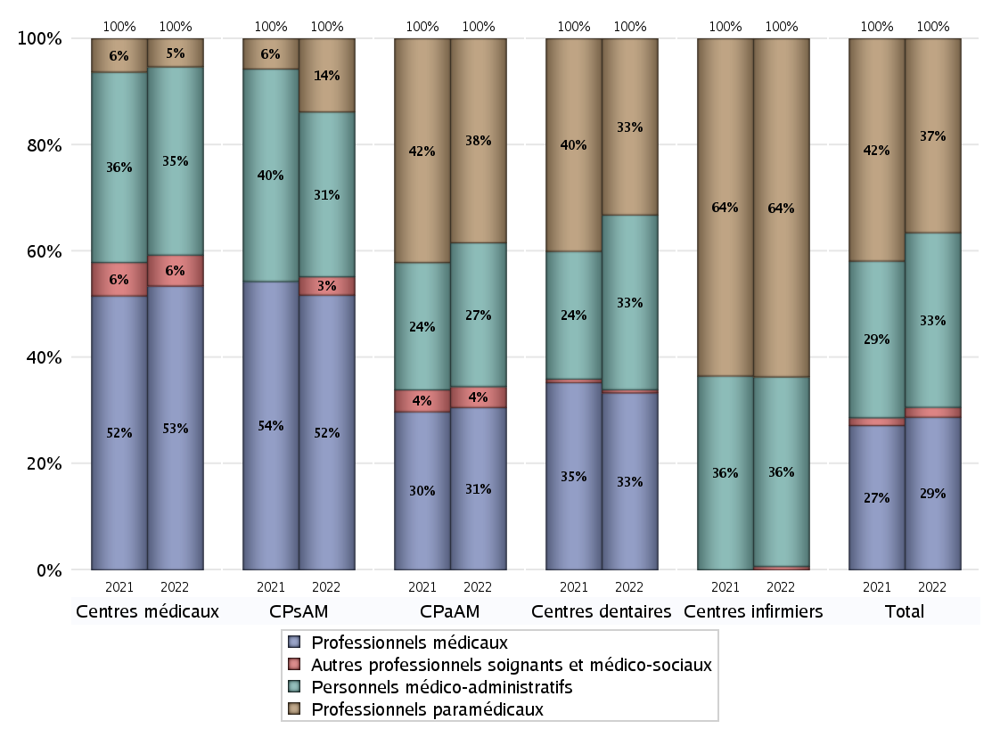 100% 100% 100% 100% 100% 100% 100% 100% 100% 100% 100% 100%
100%
80%
60%
40%
20%
0%
6% 36% 6% 52%
5% 35% 6% 53%
6% 40% 54%
14% 31% 3% 52%
42% 24% 4% 30%
38% 27% 4% 31%
40% 24% 35%
33% 33% 33%
64% 36%
64% 36%
42% 29% 27%
37% 33% 29%
2021 2022 2021 2022 2021 2022 2021 2022 2021 2022 2021 2022
Centres médicaux CPsAM CPaAM Centres dentaires Centres infirmiers Total
Professionnels médicaux
Autres professionnels soignants et médico-sociaux
Personnels médico-administratifs
Professionnels paramédicaux